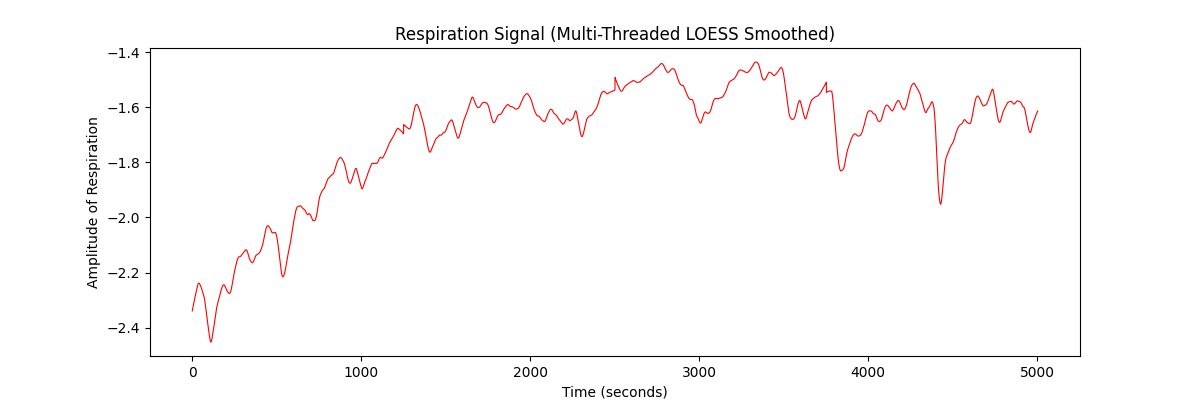 Respiration Signal (Multi-Threaded LOESS Smoothed)
Amplitude of Respiration
−1.4
−1.6
−1.8
−2.0
−2.2
−2.4
0 1000 2000 3000 4000 5000
Time (seconds)